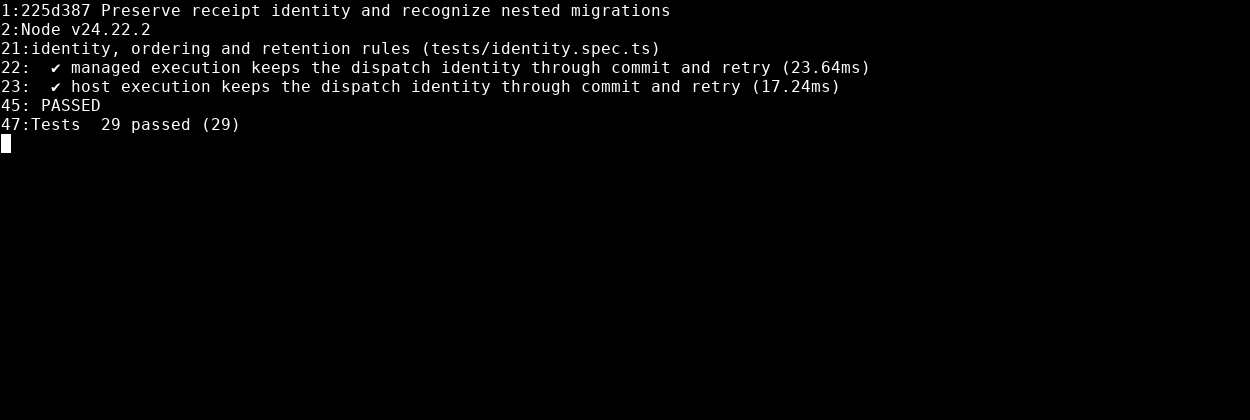 1:225d387 Preserve receipt identity and recognize nested migrations
2:Node v24.22.2
21:identity, ordering and retention rules (tests/identity.spec.ts)
22:  ✔ managed execution keeps the dispatch identity through commit and retry (23.64ms)
23:  ✔ host execution keeps the dispatch identity through commit and retry (17.24ms)
45: PASSED
47:Tests  29 passed (29)